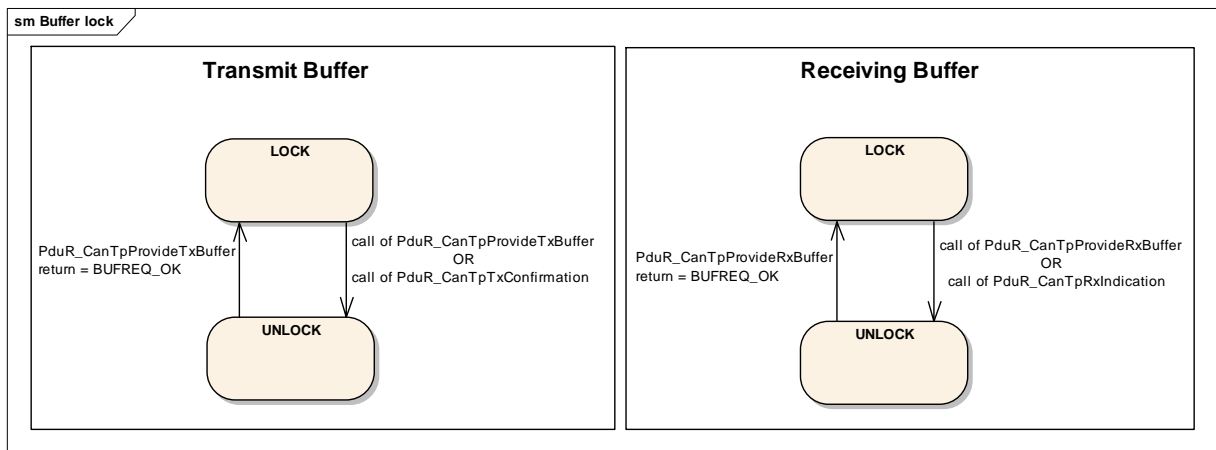 sm Buffer lock
Transmit Buffer
LOCK
PduR_CanTpProvideTxBuffer
return = BUFREQ_OK
call of PduR_CanTpProvideTxBuffer
OR
call of PduR_CanTpTxConfirmation
UNLOCK
Receiving Buffer
LOCK
PduR_CanTpProvideRxBuffer
return = BUFREQ_OK
call of PduR_CanTpProvideRxBuffer
OR
call of PduR_CanTpRxIndication
UNLOCK